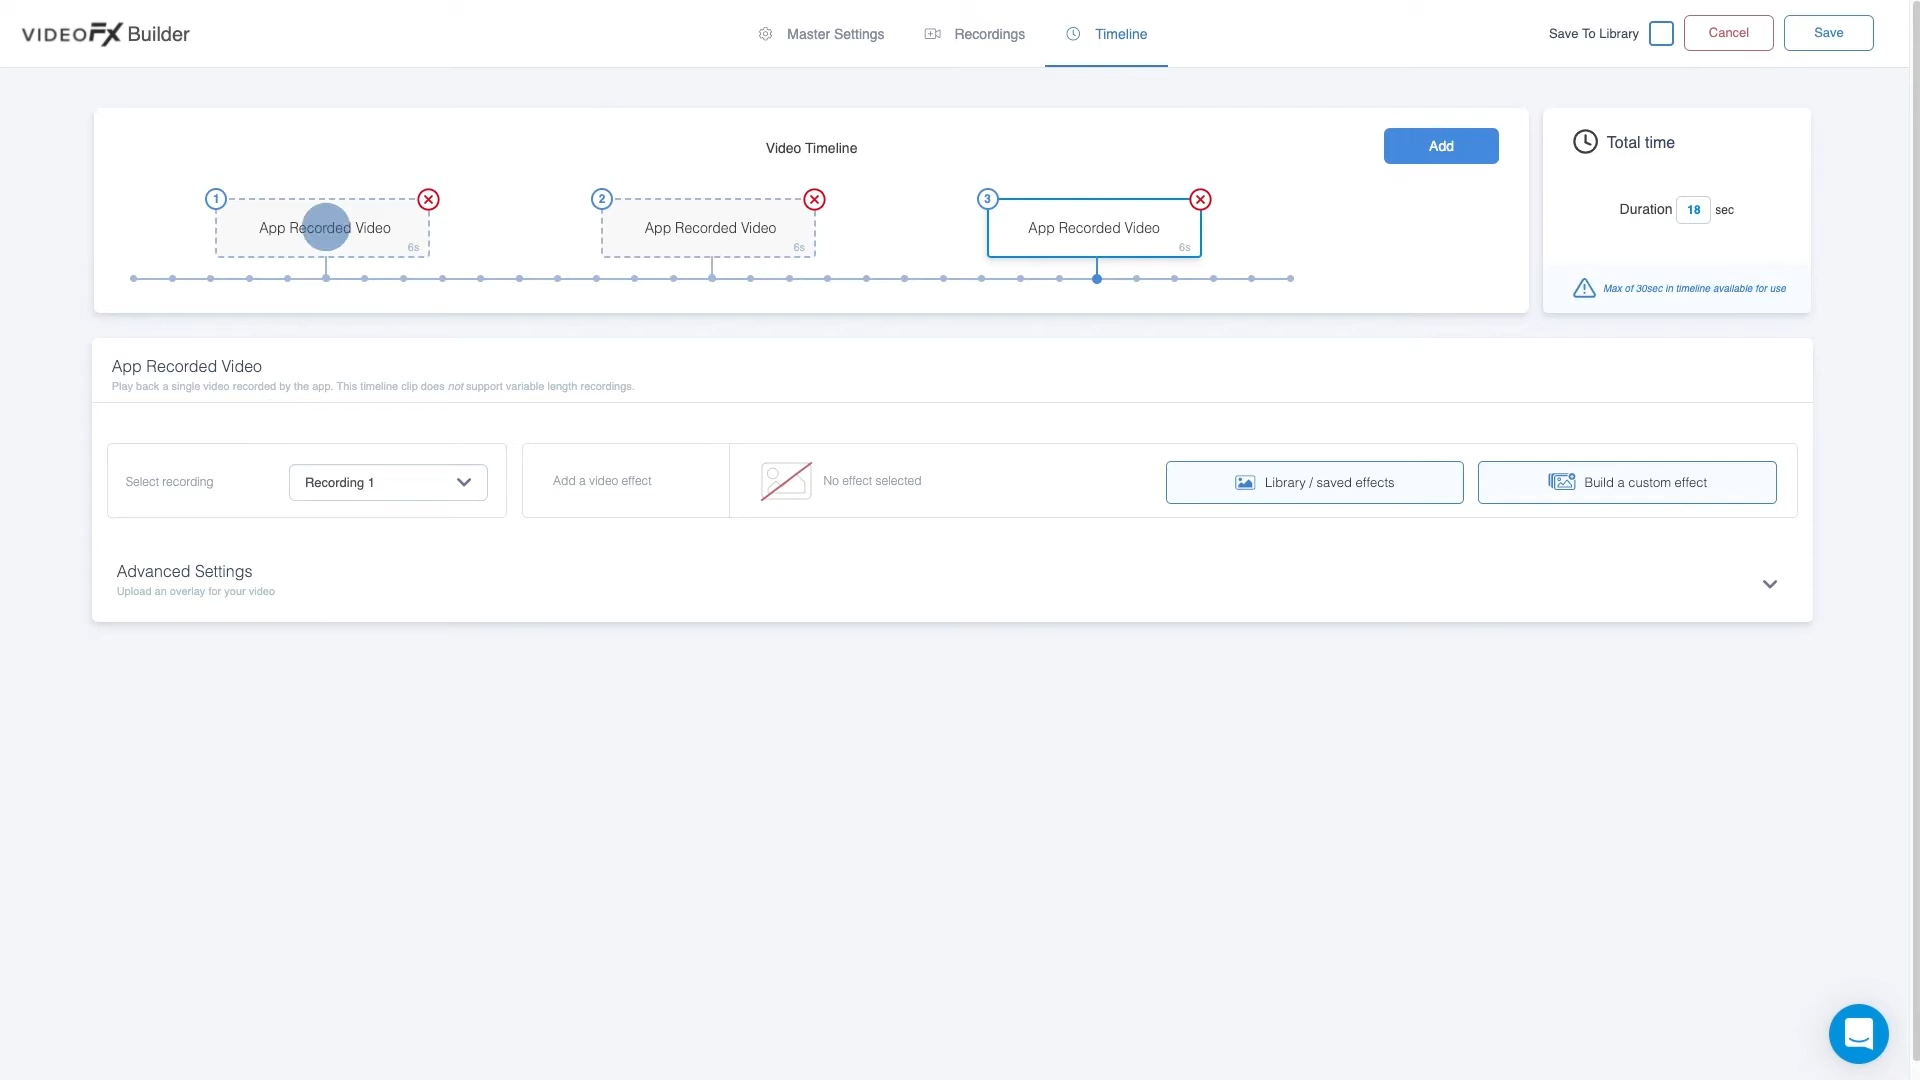 VIDEOFX Builder
Master Settings
Recordings
Timeline
Save To Library
Cancel
Save
Video Timeline
Add
1
App Recorded Video
6s
2
App Recorded Video
6s
3
App Recorded Video
6s
Total time
Duration 18 sec
Max of 30sec in timeline available for use
App Recorded Video
Play back a single video recorded by the app. This timeline clip does not support variable length recordings.
Select recording
Recording 1
Add a video effect
No effect selected
Library / saved effects
Build a custom effect
Advanced Settings
Upload an overlay for your video